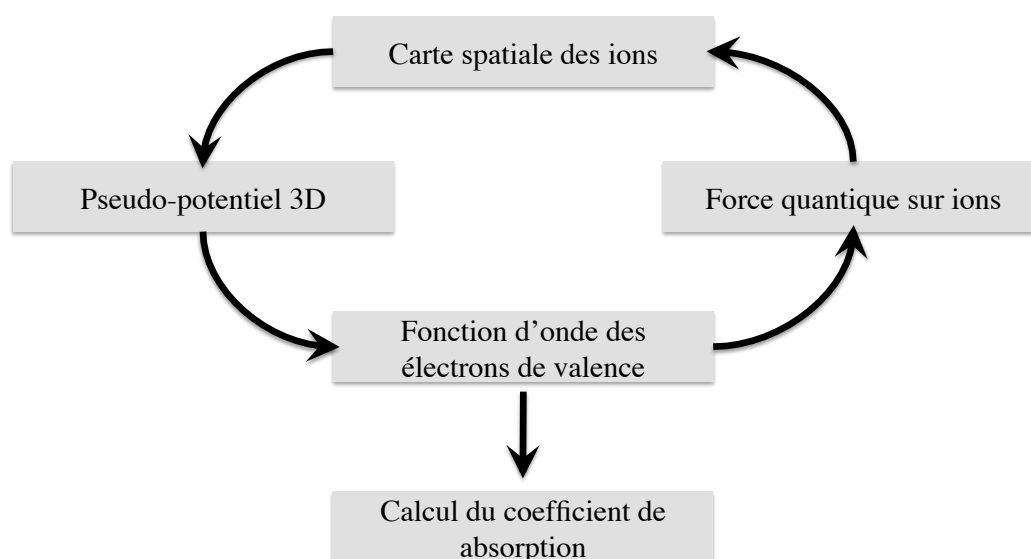 Carte spatiale des ions
Pseudo-potentiel 3D
Force quantique sur ions
Fonction d’onde des
électrons de valence
Calcul du coefficient de
absorption